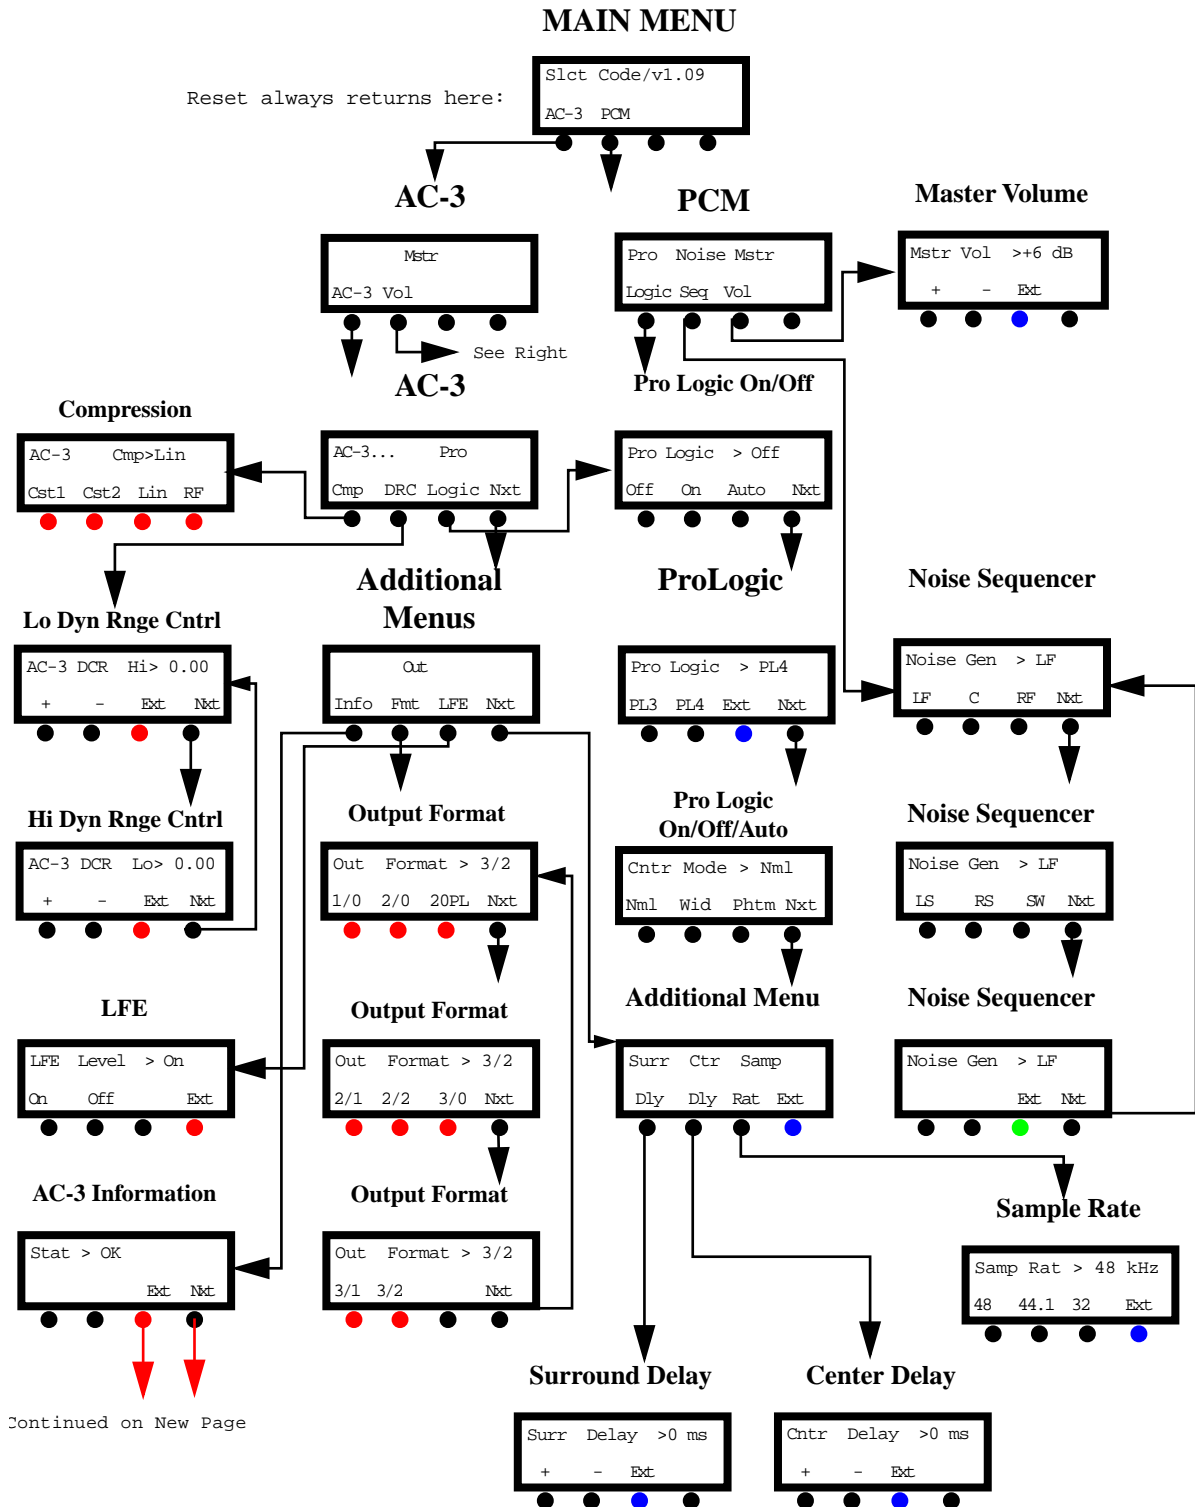 MAIN MENU
Slct Code/v1.09
Reset always returns here:
AC-3 PCM
AC-3
PCM
Master Volume
Mstr
AC-3 Vol
Pro Noise Mstr
Logic Seq Vol
Mstr Vol >+6 dB
+ - Ext
See Right
AC-3
Pro Logic On/Off
Compression
AC-3 Cmp>Lin
Cst1 Cst2 Lin RF
AC-3... Pro
Cmp DRC Logic Nxt
Pro Logic > Off
Off On Auto Nxt
Additional
Menus
ProLogic
Noise Sequencer
Lo Dyn Rnge Cntrl
AC-3 DCR Hi> 0.00
+ - Ext Nxt
Out
Info Fmt LFE Nxt
Pro Logic > PL4
PL3 PL4 Ext Nxt
Noise Gen > LF
LF C RF Nxt
Hi Dyn Rnge Cntrl
Output Format
Pro Logic
On/Off/Auto
Noise Sequencer
AC-3 DCR Lo> 0.00
+ - Ext Nxt
Out Format > 3/2
1/0 2/0 20PL Nxt
Cntr Mode > Nml
Nml Wid Phtm Nxt
Noise Gen > LF
LS RS SW Nxt
LFE
Output Format
Additional Menu
Noise Sequencer
LFE Level > On
On Off Ext
Out Format > 3/2
2/1 2/2 3/0 Nxt
Surr Ctr Samp
Dly Dly Rat Ext
Noise Gen > LF
Ext Nxt
AC-3 Information
Output Format
Sample Rate
Stat > OK
Ext Nxt
Out Format > 3/2
3/1 3/2 Nxt
Samp Rat > 48 kHz
48 44.1 32 Ext
Surround Delay
Center Delay
Continued on New Page
Surr Delay >0 ms
+ - Ext
Cntr Delay >0 ms
+ - Ext